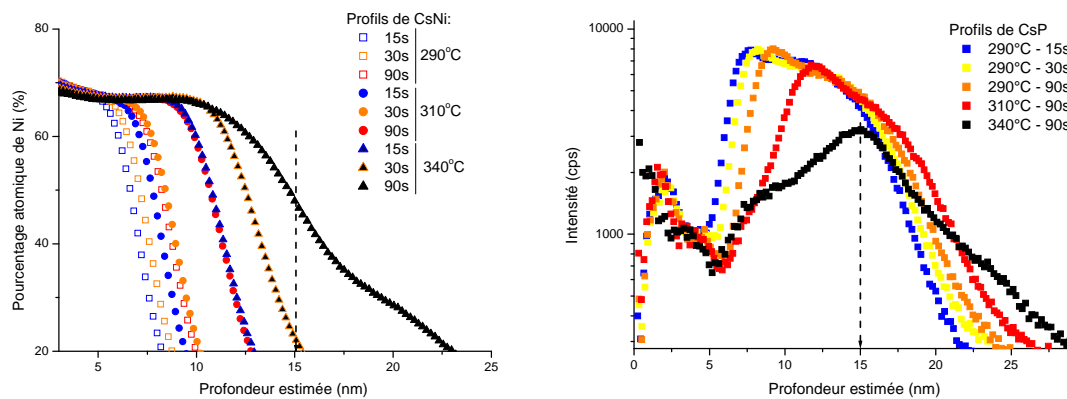 Profils de CsNi:
15s
30s
90s
290°C
15s
30s
90s
310°C
15s
30s
90s
340°C
80
60
40
20
5
10
15
20
25
Pourcentage atomique de Ni (%)
Profondeur estimée (nm)
Profils de CsP
290°C - 15s
290°C - 30s
290°C - 90s
310°C - 90s
340°C - 90s
10000
1000
0
5
10
15
20
25
Intensité (cps)
Profondeur estimée (nm)